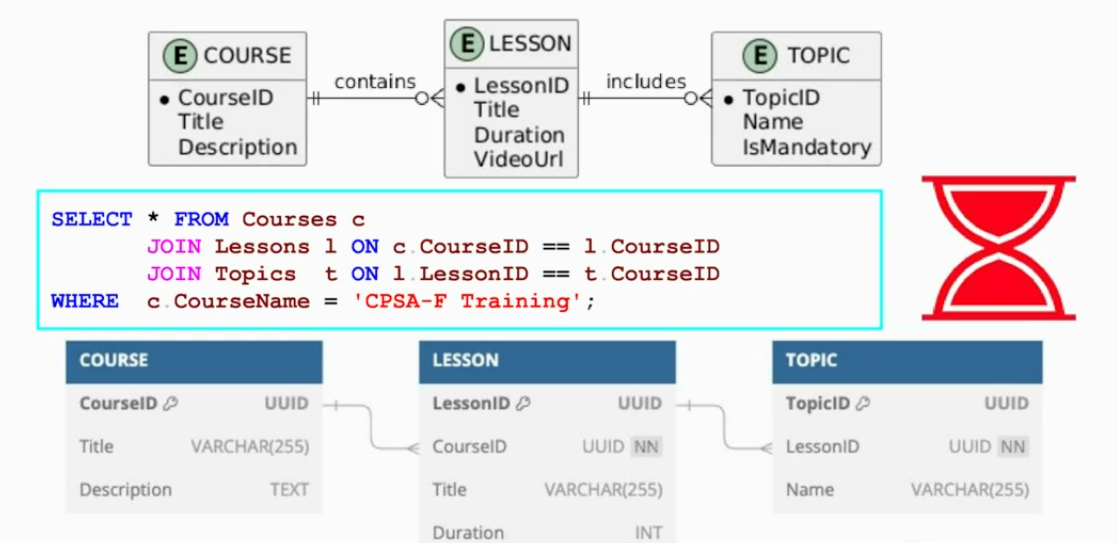 E COURSE
CourseID
Title
Description
contains
E LESSON
LessonID
Title
Duration
VideoUrl
includes
E TOPIC
TopicID
Name
IsMandatory
SELECT * FROM Courses c
JOIN Lessons l ON c.CourseID == l.CourseID
JOIN Topics t ON l.LessonID == t.CourseID
WHERE c.CourseName = 'CPSA-F Training';
COURSE
CourseID UUID
Title VARCHAR(255)
Description TEXT
LESSON
LessonID UUID
CourseID UUID NN
Title VARCHAR(255)
Duration INT
TOPIC
TopicID UUID
LessonID UUID NN
Name VARCHAR(255)